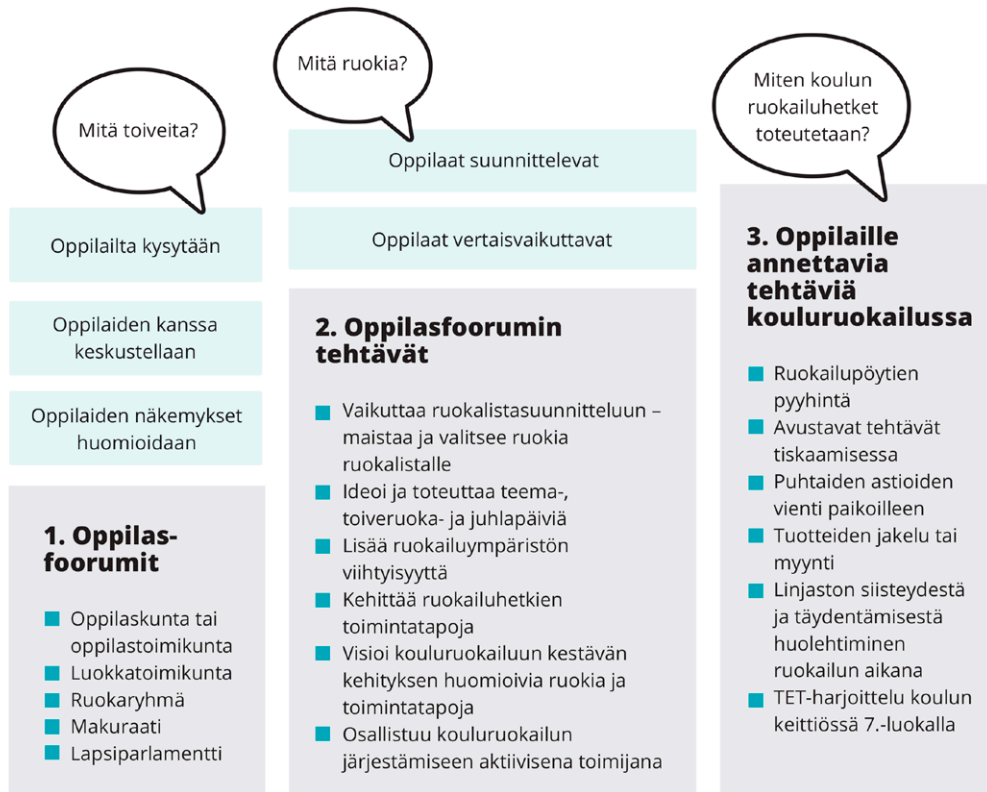 Mitä toiveita?
Oppilailta kysytään
Oppilaiden kanssa
keskustellaan
Oppilaiden näkemykset
huomioidaan
1. Oppilas-
foorumit
Oppilaskunta tai
oppilastoimikunta
Luokkatoimikunta
Ruokaryhmä
Makuraati
Lapsiparlamentti
Mitä ruokia?
Oppilaat suunnittelevat
Oppilaat vertaisvaikuttavat
2. Oppilasfoorumin
tehtävät
Vaikuttaa ruokalistasuunnitteluun –
maistaa ja valitsee ruokia
ruokalistalle
Ideoi ja toteuttaa teema-,
toiveruoka- ja juhlapäiviä
Lisää ruokailuympäristön
viihtyisyyttä
Kehittää ruokailuhetkien
toimintatapoja
Visioi kouluruokailuun kestävän
kehityksen huomioivia ruokia ja
toimintatapoja
Osallistuu kouluruokailun
järjestämiseen aktiivisena toimijana
Miten koulun
ruokailuhetket
toteutetaan?
3. Oppilaille
annettavia
tehtäviä
kouluruokailussa
Ruokailupöytien
pyyhintä
Avustavat tehtävät
tiskaamisessa
Puhtaiden astioiden
vienti paikoilleen
Tuotteiden jakelu tai
myynti
Linjaston siisteydestä
ja täydentämisestä
huolehtiminen
ruokailun aikana
TET-harjoittelu koulun
keittiössä 7.-luokalla